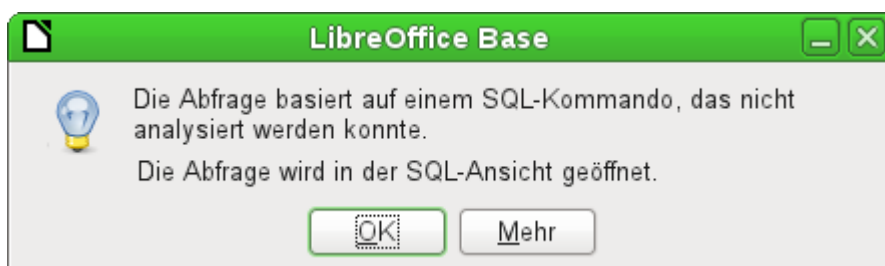 LibreOffice Base
Die Abfrage basiert auf einem SQL-Kommando, das nicht
analysiert werden konnte.
Die Abfrage wird in der SQL-Ansicht geöffnet.
OK
Mehr